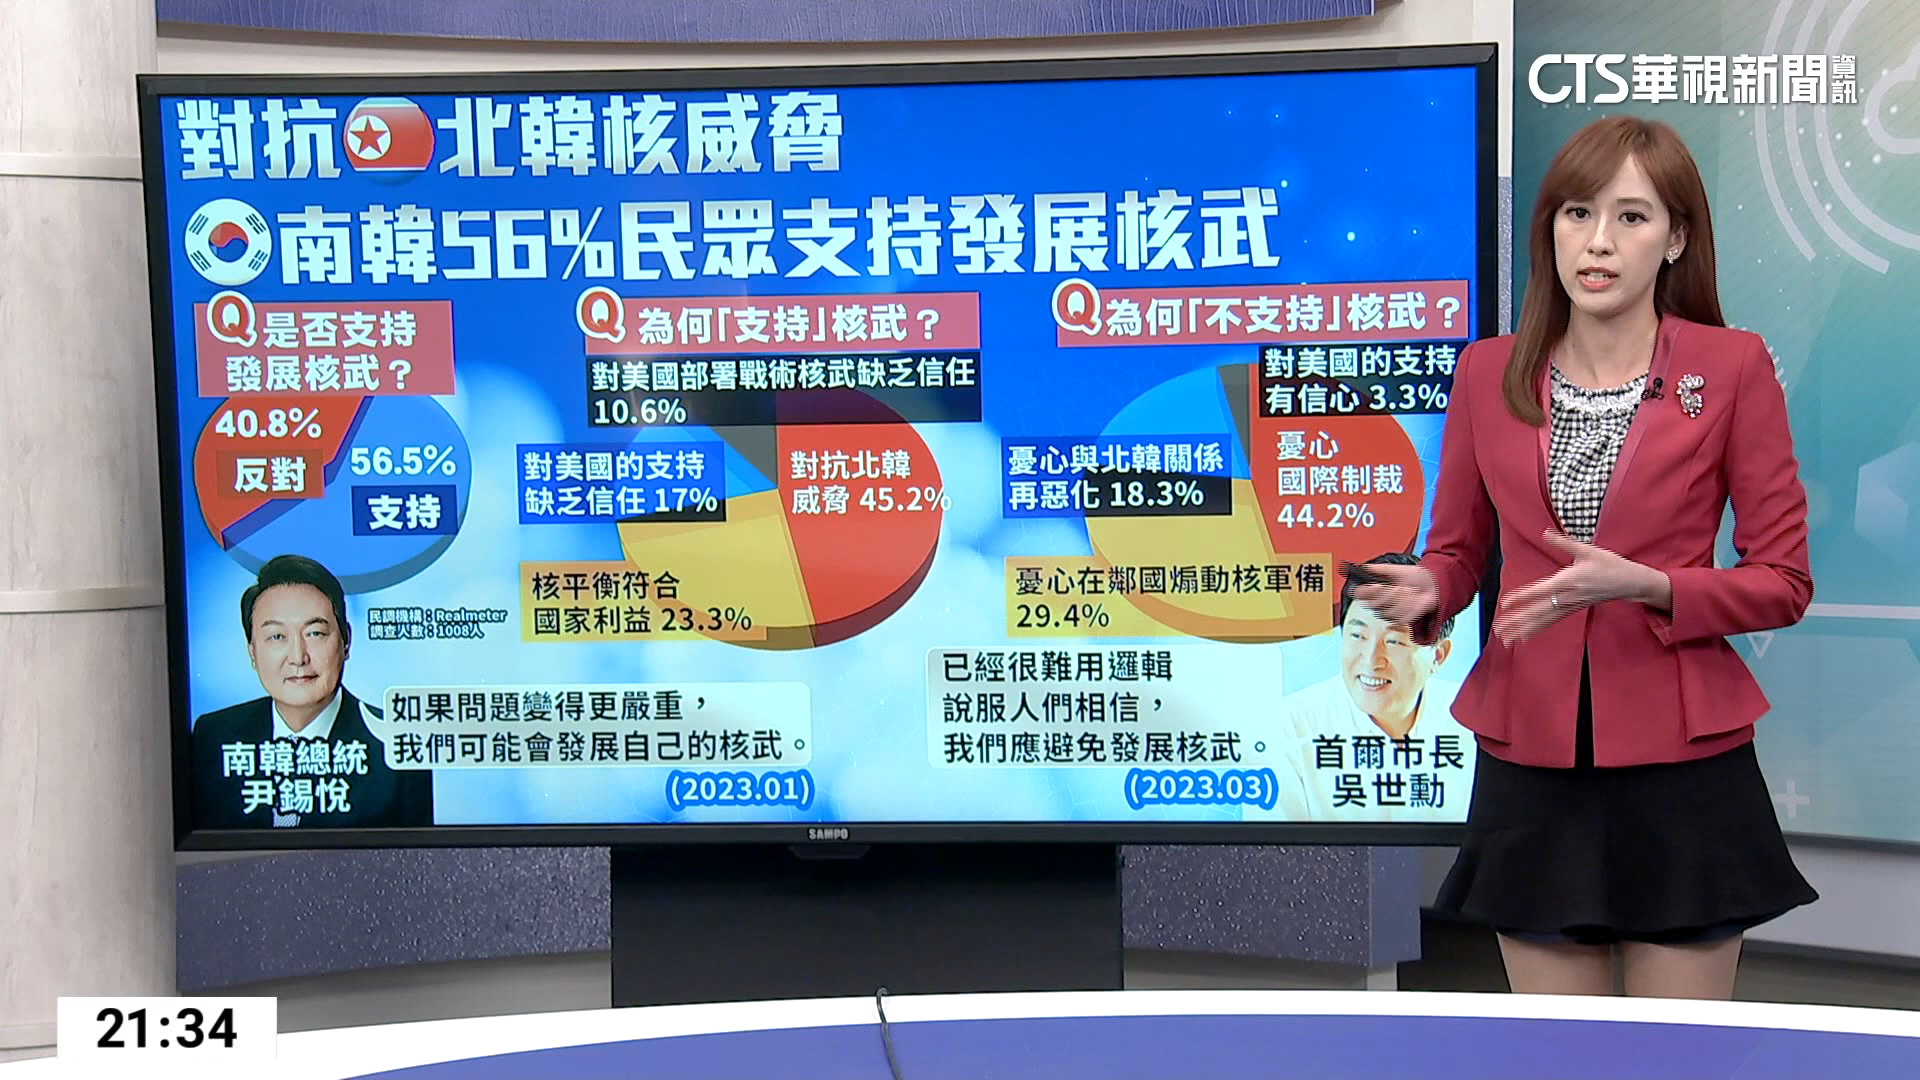 CTS華視新聞資訊
對抗北韓核威脅
南韓56%民眾支持發展核武
Q是否支持
發展核武？
40.8%
反對
56.5%
支持
民調機構：Realmeter
調查人數：1008人
Q為何「支持」核武？
對美國部署戰術核武缺乏信任
10.6%
對美國的支持
缺乏信任 17%
對抗北韓
威脅 45.2%
核平衡符合
國家利益 23.3%
Q為何「不支持」核武？
對美國的支持
有信心 3.3%
憂心與北韓關係
再惡化 18.3%
憂心
國際制裁
44.2%
憂心在鄰國煽動核軍備
29.4%
如果問題變得更嚴重，
我們可能會發展自己的核武。
(2023.01)
南韓總統
尹錫悅
已經很難用邏輯
說服人們相信，
我們應避免發展核武。
(2023.03)
首爾市長
吳世勳
SAMPO
21:34